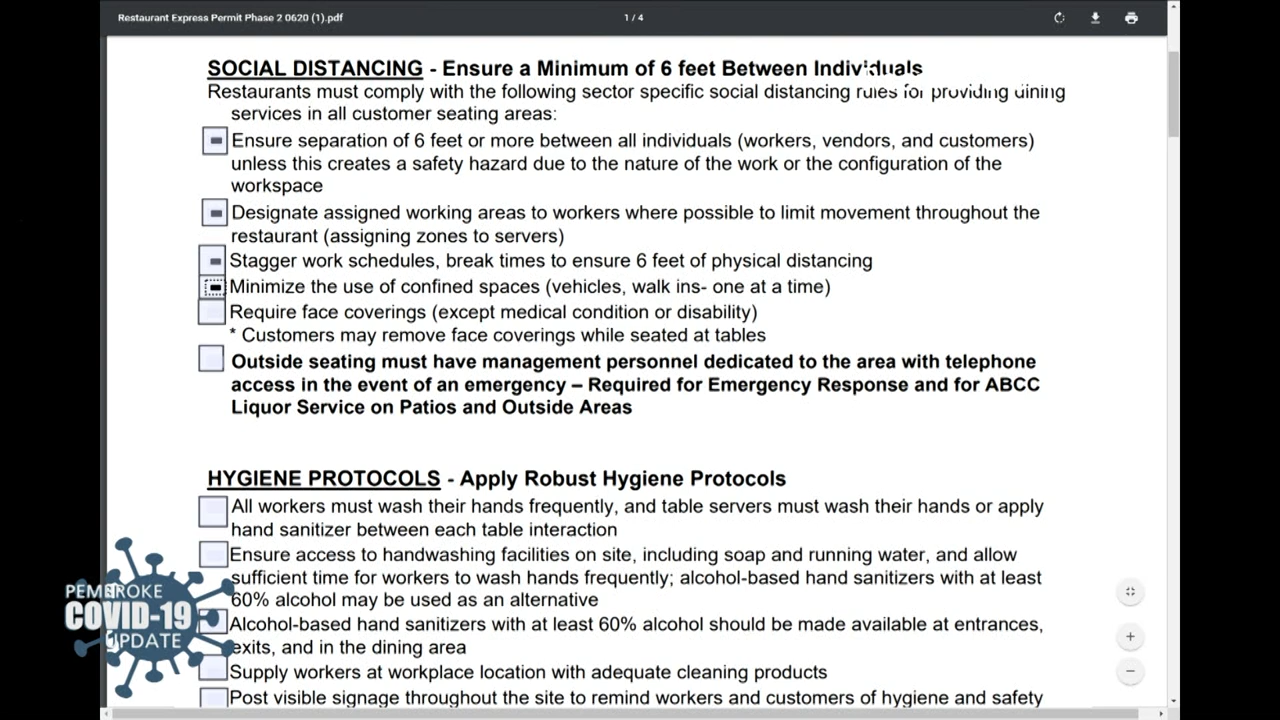 Restaurant Express Permit Phase 2 0620 (1).pdf
1 / 4
SOCIAL DISTANCING - Ensure a Minimum of 6 feet Between Individuals
Restaurants must comply with the following sector specific social distancing rules for providing dining
services in all customer seating areas:
Ensure separation of 6 feet or more between all individuals (workers, vendors, and customers)
unless this creates a safety hazard due to the nature of the work or the configuration of the
workspace
Designate assigned working areas to workers where possible to limit movement throughout the
restaurant (assigning zones to servers)
Stagger work schedules, break times to ensure 6 feet of physical distancing
Minimize the use of confined spaces (vehicles, walk ins- one at a time)
Require face coverings (except medical condition or disability)
* Customers may remove face coverings while seated at tables
Outside seating must have management personnel dedicated to the area with telephone
access in the event of an emergency – Required for Emergency Response and for ABCC
Liquor Service on Patios and Outside Areas
HYGIENE PROTOCOLS - Apply Robust Hygiene Protocols
All workers must wash their hands frequently, and table servers must wash their hands or apply
hand sanitizer between each table interaction
Ensure access to handwashing facilities on site, including soap and running water, and allow
sufficient time for workers to wash hands frequently; alcohol-based hand sanitizers with at least
60% alcohol may be used as an alternative
Alcohol-based hand sanitizers with at least 60% alcohol should be made available at entrances,
exits, and in the dining area
Supply workers at workplace location with adequate cleaning products
Post visible signage throughout the site to remind workers and customers of hygiene and safety
PEMBROKE
COVID-19
UPDATE